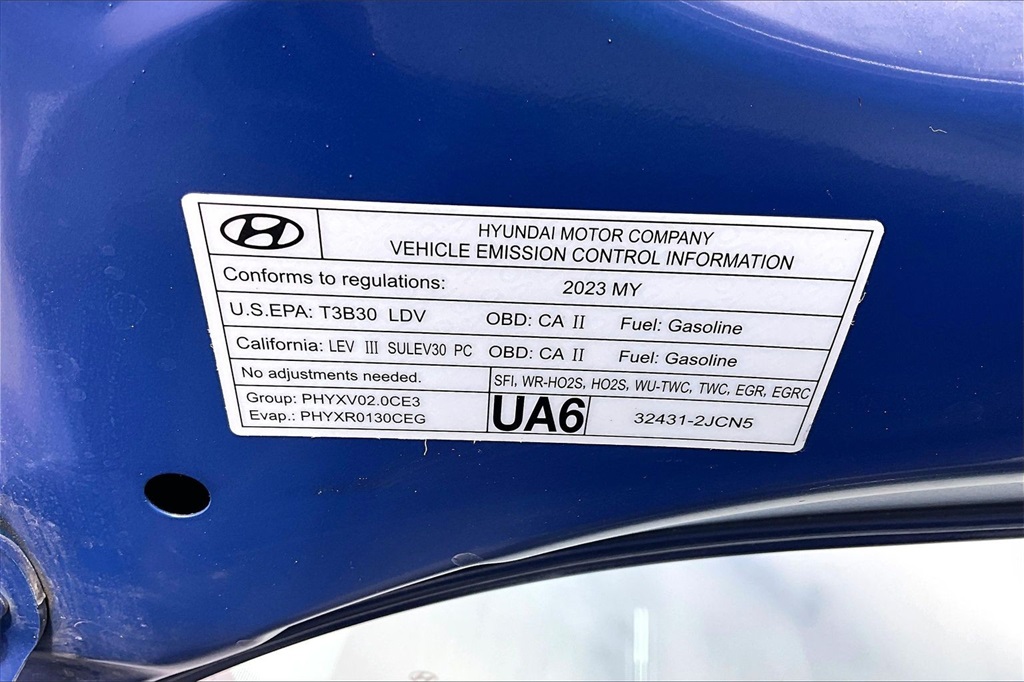 HYUNDAI MOTOR COMPANY
VEHICLE EMISSION CONTROL INFORMATION
Conforms to regulations: 2023 MY
U.S.EPA: T3B30 LDV OBD: CA II Fuel: Gasoline
California: LEV III SULEV30 PC OBD: CA II Fuel: Gasoline
No adjustments needed.
SFI, WR-HO2S, HO2S, WU-TWC, TWC, EGR, EGRC
Group: PHYXV02.0CE3
Evap.: PHYXR0130CEG
UA6
32431-2JCN5